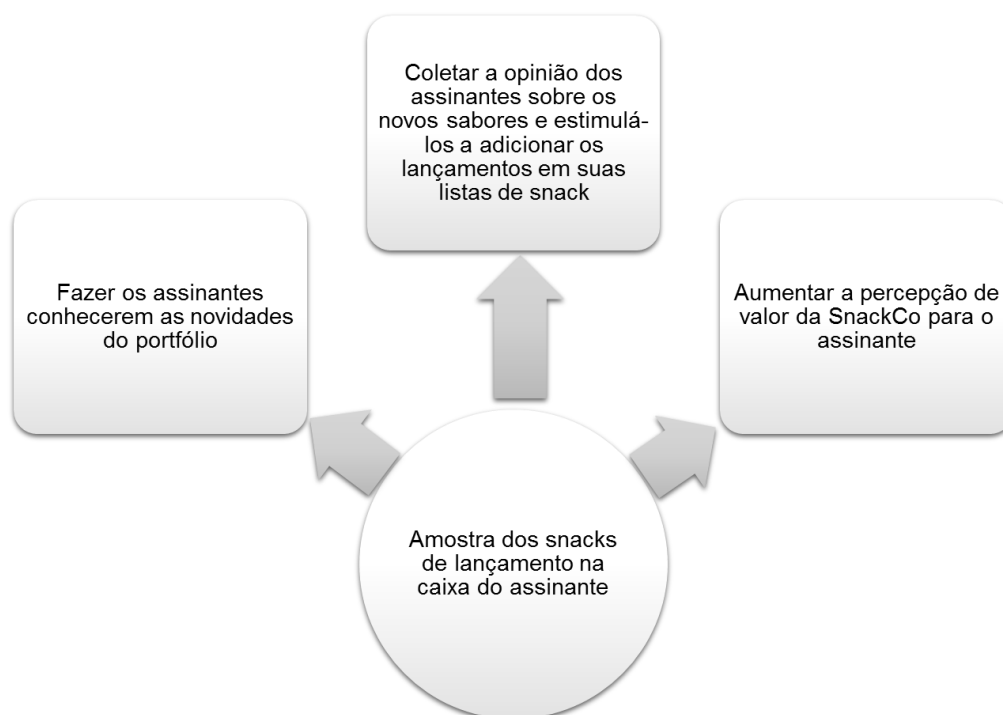 Coletar a opinião dos
assinantes sobre os
novos sabores e estimulá-
los a adicionar os
lançamentos em suas
listas de snack
Fazer os assinantes
conhecerem as novidades
do portfólio
Aumentar a percepção de
valor da SnackCo para o
assinante
Amostra dos snacks
de lançamento na
caixa do assinante